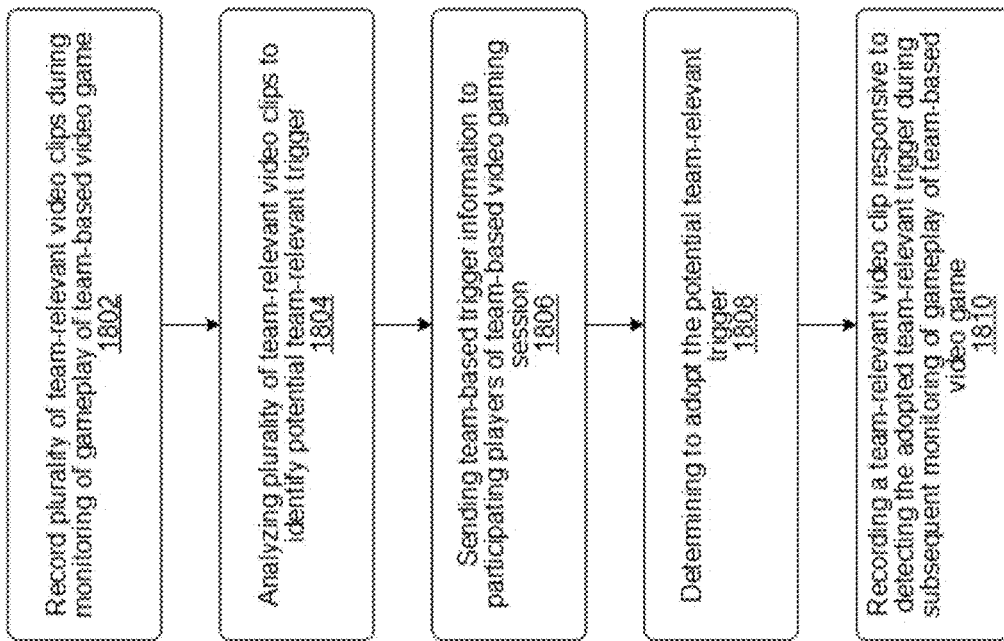 Record plurality of team-relevant video clips during
monitoring of gameplay of team-based video game
1802
Analyzing plurality of team-relevant video clips to
identify potential team-relevant trigger
1804
Sending team-based trigger information to
participating players of team-based video gaming
session
1806
Determining to adopt the potential team-relevant
trigger
1808
Recording a team-relevant video clip responsive to
detecting the adopted team-relevant trigger during
subsequent monitoring of gameplay of team-based
video game
1810